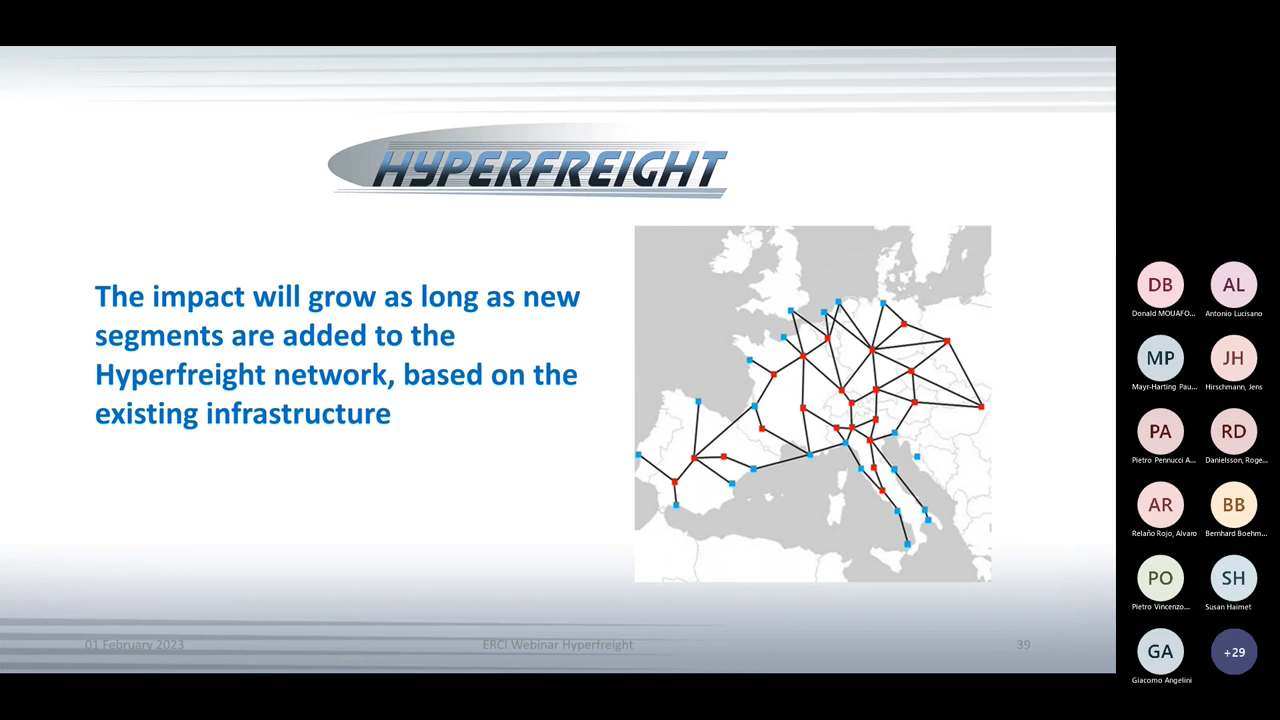 HYPERFREIGHT
The impact will grow as long as new
segments are added to the
Hyperfreight network, based on the
existing infrastructure
01 February 2023
ERCI Webinar Hyperfreight
39
DB
AL
Donald MOUAFO...
Antonio Lucisano
MP
JH
Mayr-Harting Pau...
Hirschmann, Jens
PA
RD
Pietro Pennucci A...
Danielsson, Roge...
AR
BB
Relaño Rojo, Alvaro
Bernhard Boehm...
PO
SH
Pietro Vincenzo...
Susan Haimet
GA
+29
Giacomo Angelini